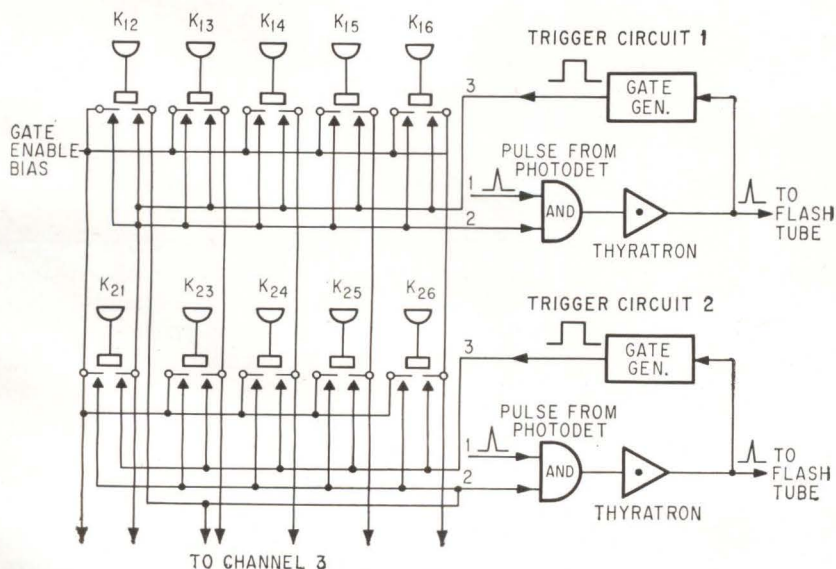 K12 K13 K14 K15 K16
TRIGGER CIRCUIT 1
3
GATE
GEN.
GATE
ENABLE
BIAS
PULSE FROM
PHOTODET
1
2
AND
THYRATRON
TO
FLASH
TUBE
K21 K23 K24 K25 K26
TRIGGER CIRCUIT 2
3
GATE
GEN.
PULSE FROM
PHOTODET
1
2
AND
THYRATRON
TO
FLASH
TUBE
TO CHANNEL 3